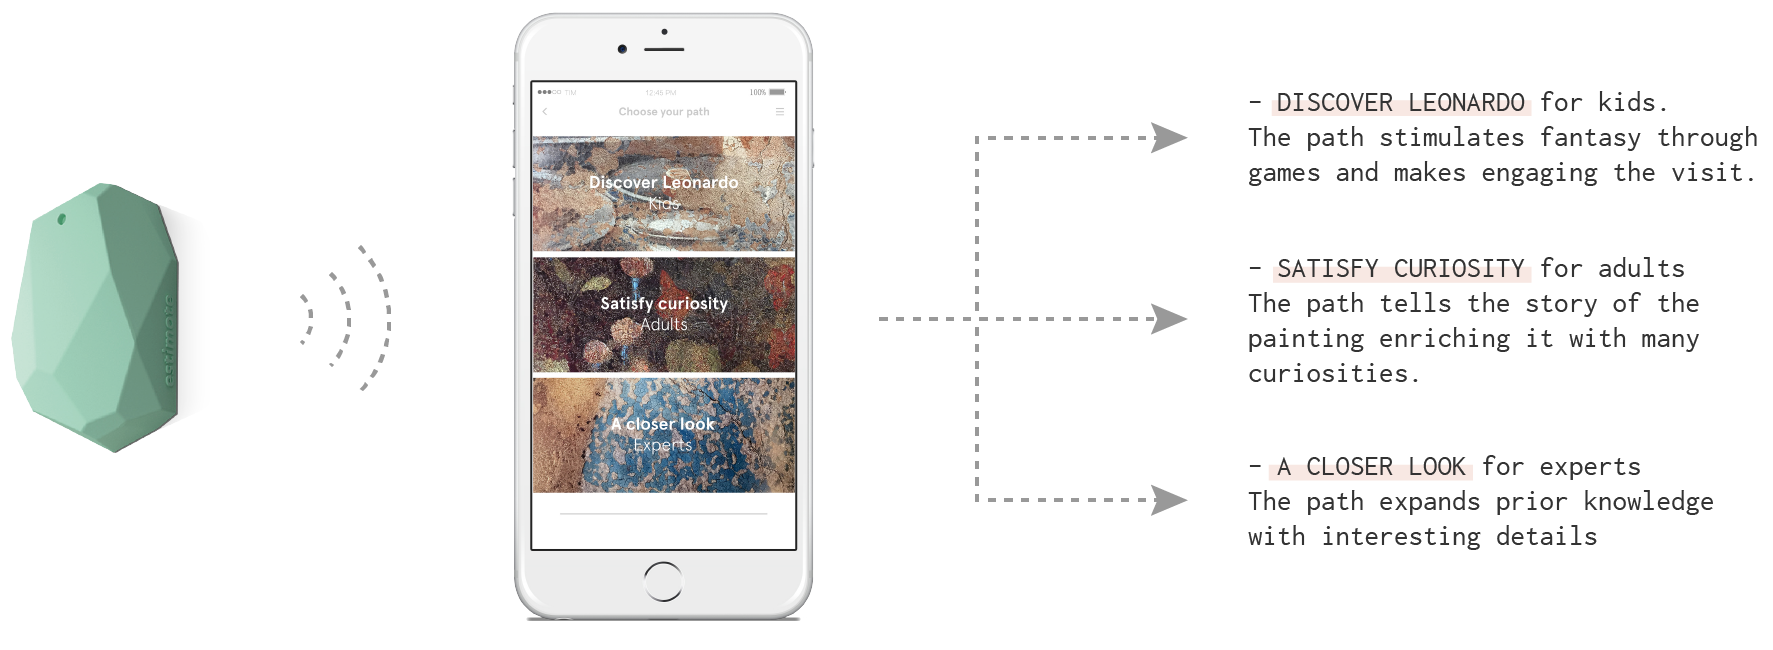 estimote
TIM 12:45 PM 100%
Choose your path
Discover Leonardo
Kids
Satisfy curiosity
Adults
A closer look
Experts
– DISCOVER LEONARDO for kids.
The path stimulates fantasy through
games and makes engaging the visit.
– SATISFY CURIOSITY for adults
The path tells the story of the
painting enriching it with many
curiosities.
– A CLOSER LOOK for experts
The path expands prior knowledge
with interesting details